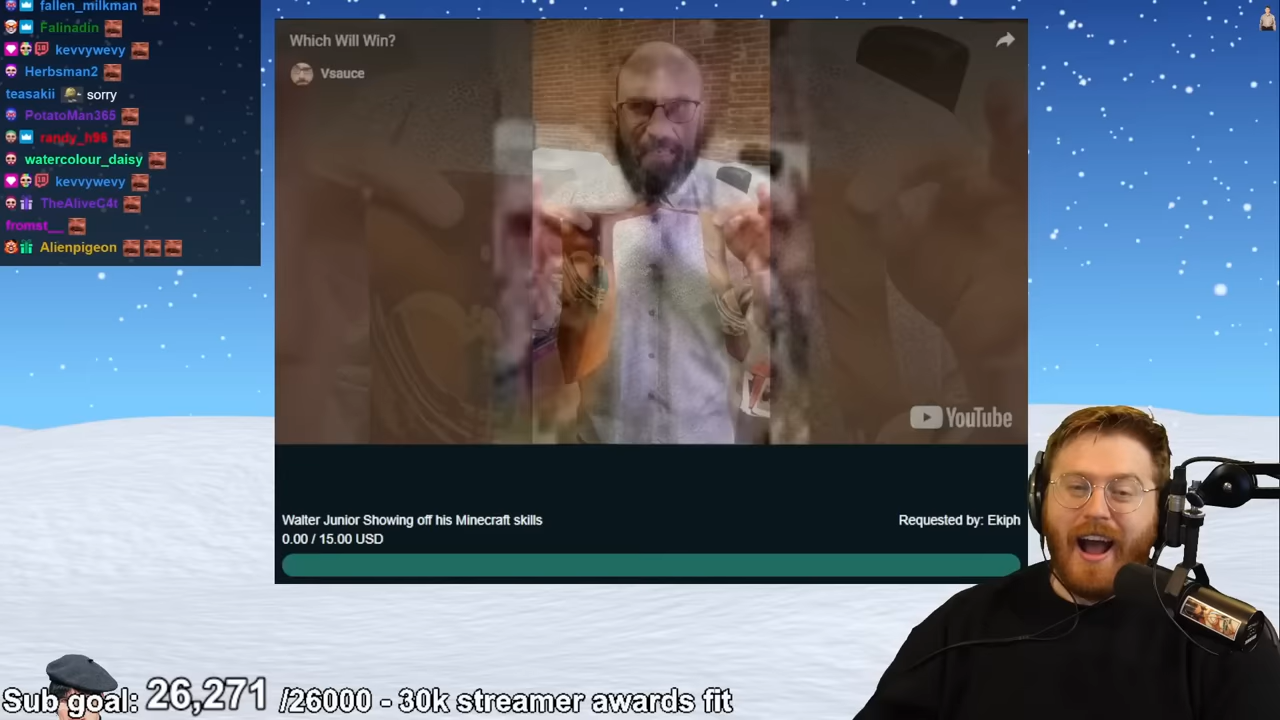 fallen_milkman
Falinadin
kevvywevy
Herbsman2
teasakii sorry
PotatoMan365
randy_h96
watercolour_daisy
kevvywevy
TheAliveC4t
fromst__
Alienpigeon
Which Will Win?
Vsauce
YouTube
Walter Junior Showing off his Minecraft skills
Requested by: Ekiph
0.00 / 15.00 USD
Sub goal: 26,271 /26000 - 30k streamer awards fit